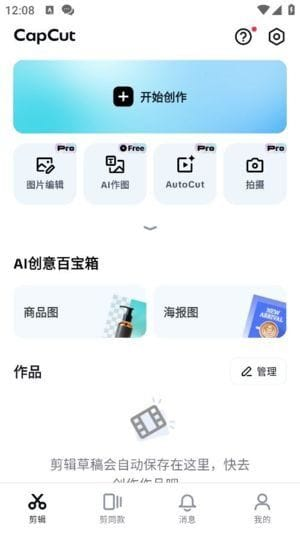 12:08
CapCut
开始创作
Pro
Free
Pro
Pro
图片编辑
AI作图
AutoCut
拍摄
AI创意百宝箱
商品图
海报图
NEW
ARRIVAL
作品
管理
剪辑草稿会自动保存在这里，快去
创作作品吧
剪辑
剪同款
消息
我的